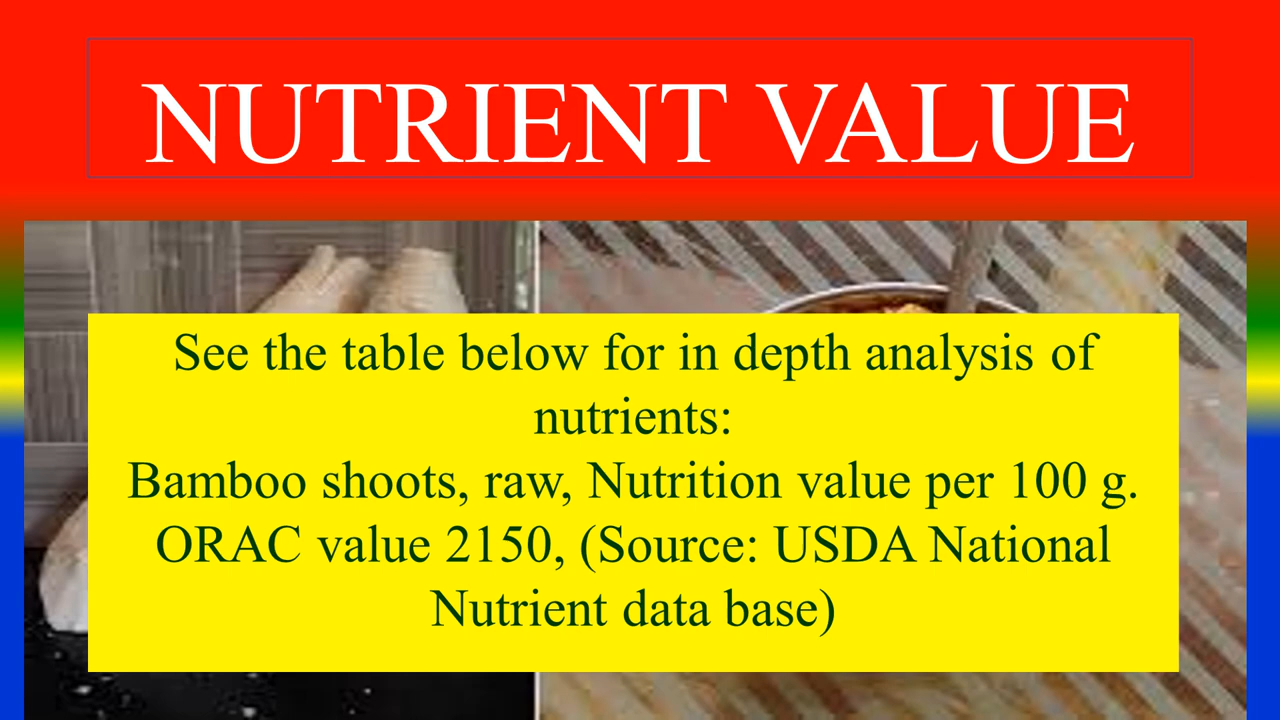 NUTRIENT VALUE
See the table below for in depth analysis of
nutrients:
Bamboo shoots, raw, Nutrition value per 100 g.
ORAC value 2150, (Source: USDA National
Nutrient data base)